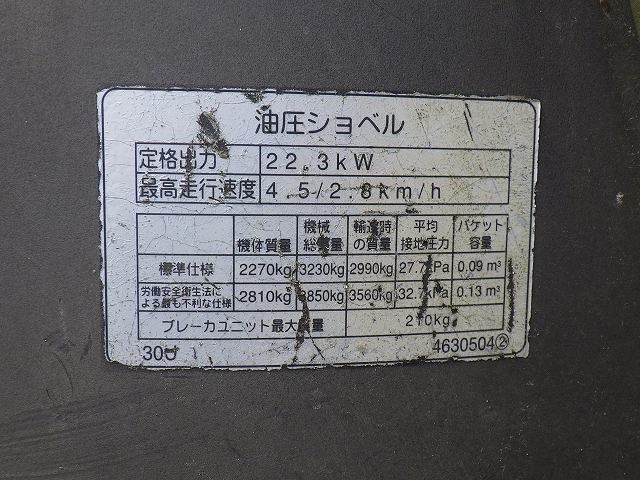 油圧ショベル
定格出力 22.3kW
最高走行速度 4.5/2.8km/h
機体質量 機械総質量 輸送時の質量 平均接地圧力 バケット容量
標準仕様 2270kg 3230kg 2990kg 27.7kPa 0.09m³
労働安全衛生法による最も不利な仕様 2810kg 3850kg 3560kg 32.7kPa 0.13m³
ブレーカユニット最大質量 210kg
30U 4630504②